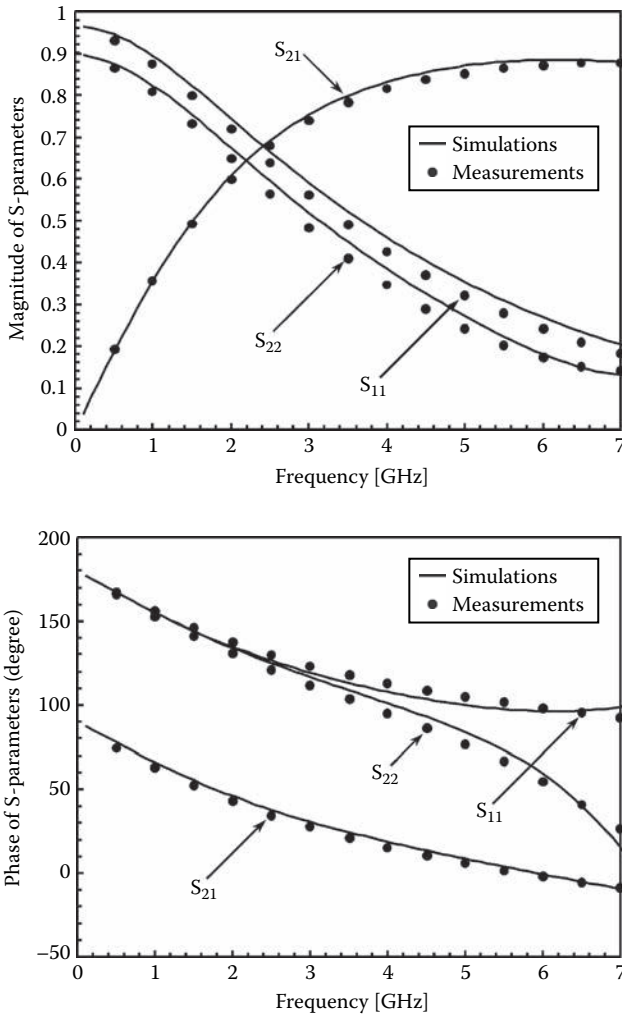 Magnitude of S-parameters
1
0.9
0.8
0.7
0.6
0.5
0.4
0.3
0.2
0.1
0
S21
Simulations
Measurements
S22
S11
0 1 2 3 4 5 6 7
Frequency [GHz]
Phase of S-parameters (degree)
200
150
100
50
0
−50
Simulations
Measurements
S22
S11
S21
0 1 2 3 4 5 6 7
Frequency [GHz]